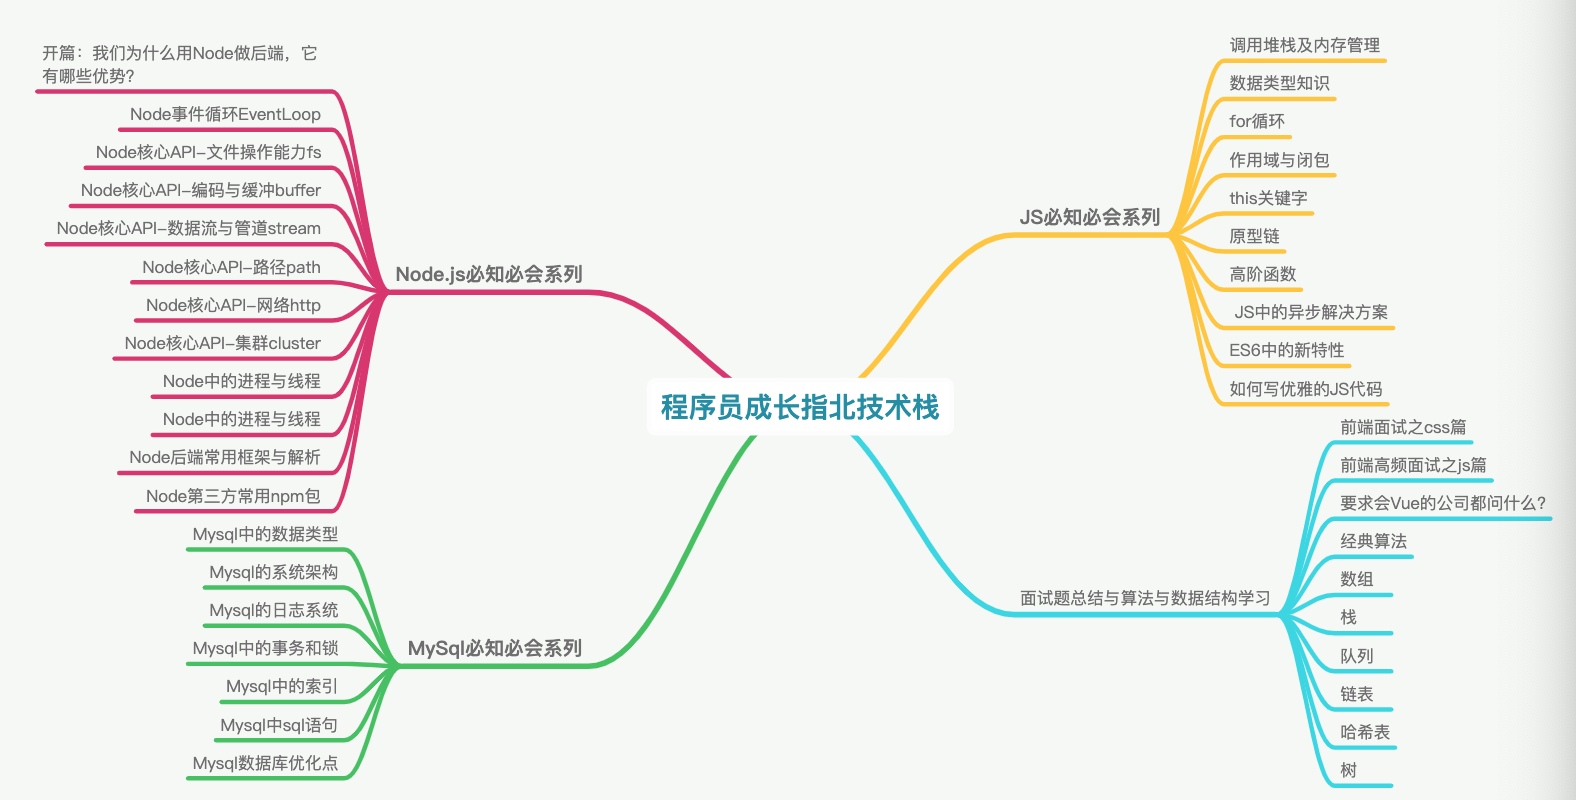 程序员成长指北技术栈
Node.js必知必会系列
开篇：我们为什么用Node做后端，它
有哪些优势?
Node事件循环EventLoop
Node核心API-文件操作能力fs
Node核心API-编码与缓冲buffer
Node核心API-数据流与管道stream
Node核心API-路径path
Node核心API-网络http
Node核心API-集群cluster
Node中的进程与线程
Node中的进程与线程
Node后端常用框架与解析
Node第三方常用npm包
MySql必知必会系列
Mysql中的数据类型
Mysql的系统架构
Mysql的日志系统
Mysql中的事务和锁
Mysql中的索引
Mysql中sql语句
Mysql数据库优化点
JS必知必会系列
调用堆栈及内存管理
数据类型知识
for循环
作用域与闭包
this关键字
原型链
高阶函数
JS中的异步解决方案
ES6中的新特性
如何写优雅的JS代码
面试题总结与算法与数据结构学习
前端面试之css篇
前端高频面试之js篇
要求会Vue的公司都问什么?
经典算法
数组
栈
队列
链表
哈希表
树